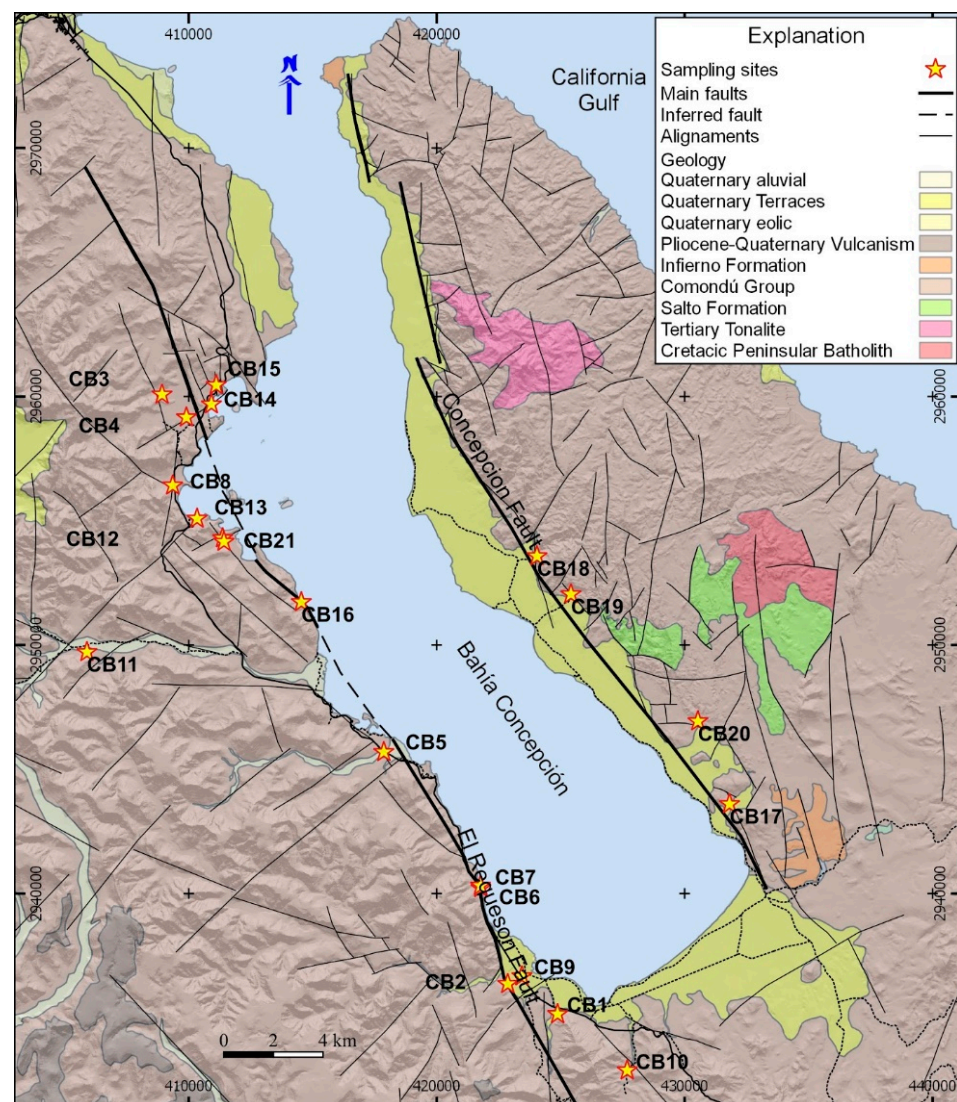 410000
420000
Explanation
Sampling sites
Main faults
Inferred fault
Alignaments
Geology
Quaternary aluvial
Quaternary Terraces
Quaternary eolic
Pliocene-Quaternary Vulcanism
Infierno Formation
Comondú Group
Salto Formation
Tertiary Tonalite
Cretacic Peninsular Batholith
N
California
Gulf
2970000
2970000
CB15
CB3
CB14
CB4
2960000
2960000
Concepcion Fault
CB8
CB13
CB12
CB21
CB18
CB19
CB16
CB11
2950000
2950000
Bahía Concepción
CB20
CB5
CB17
El Requeson Fault
CB7
CB6
2940000
2940000
CB9
CB2
CB1
0 2 4 km
CB10
410000
420000
430000
440000